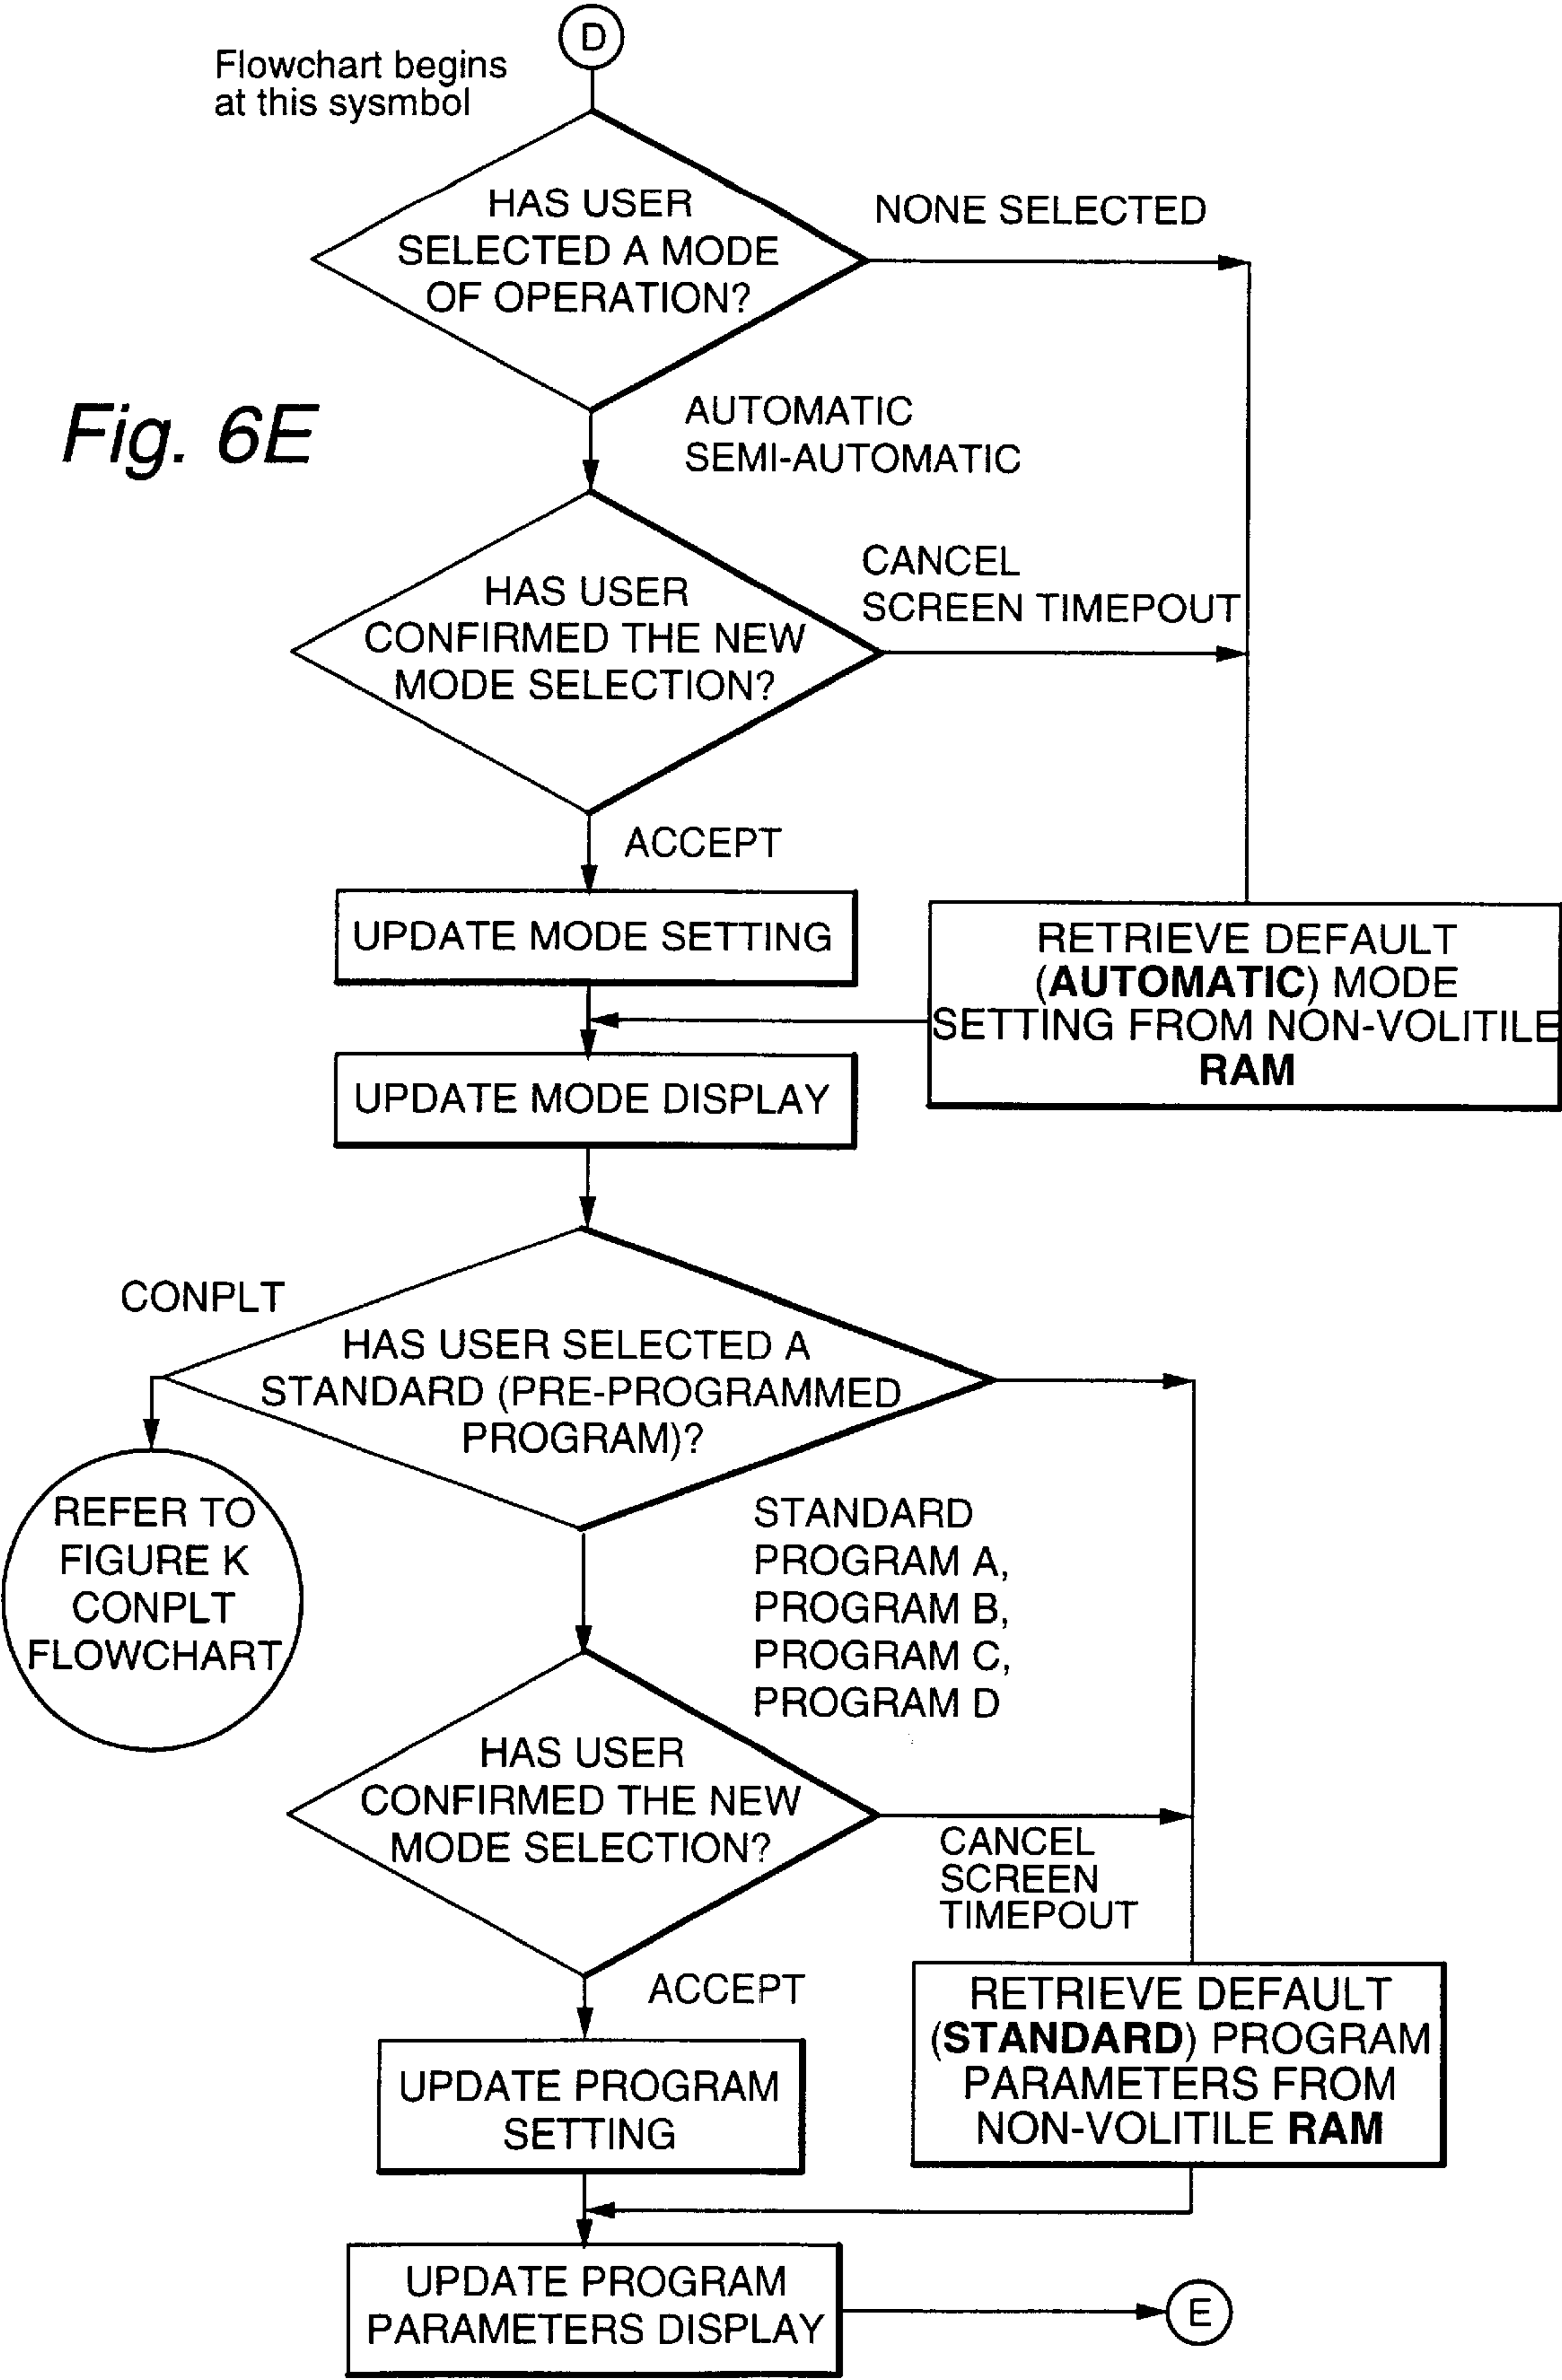 D
Flowchart begins
at this sysmbol
HAS USER
SELECTED A MODE
OF OPERATION?
NONE SELECTED
Fig. 6E
AUTOMATIC
SEMI-AUTOMATIC
HAS USER
CONFIRMED THE NEW
MODE SELECTION?
CANCEL
SCREEN TIMEPOUT
ACCEPT
UPDATE MODE SETTING
RETRIEVE DEFAULT
(AUTOMATIC) MODE
SETTING FROM NON-VOLITILE
RAM
UPDATE MODE DISPLAY
CONPLT
HAS USER SELECTED A
STANDARD (PRE-PROGRAMMED
PROGRAM)?
REFER TO
FIGURE K
CONPLT
FLOWCHART
STANDARD
PROGRAM A,
PROGRAM B,
PROGRAM C,
PROGRAM D
HAS USER
CONFIRMED THE NEW
MODE SELECTION?
CANCEL
SCREEN
TIMEPOUT
ACCEPT
UPDATE PROGRAM
SETTING
RETRIEVE DEFAULT
(STANDARD) PROGRAM
PARAMETERS FROM
NON-VOLITILE RAM
UPDATE PROGRAM
PARAMETERS DISPLAY
E